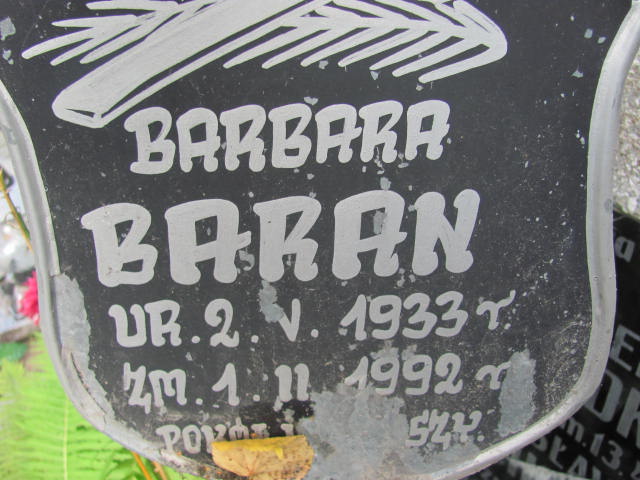 BARBARA
BARAN
UR. 2. V. 1933 r.
ZM. 1. II 1992 r